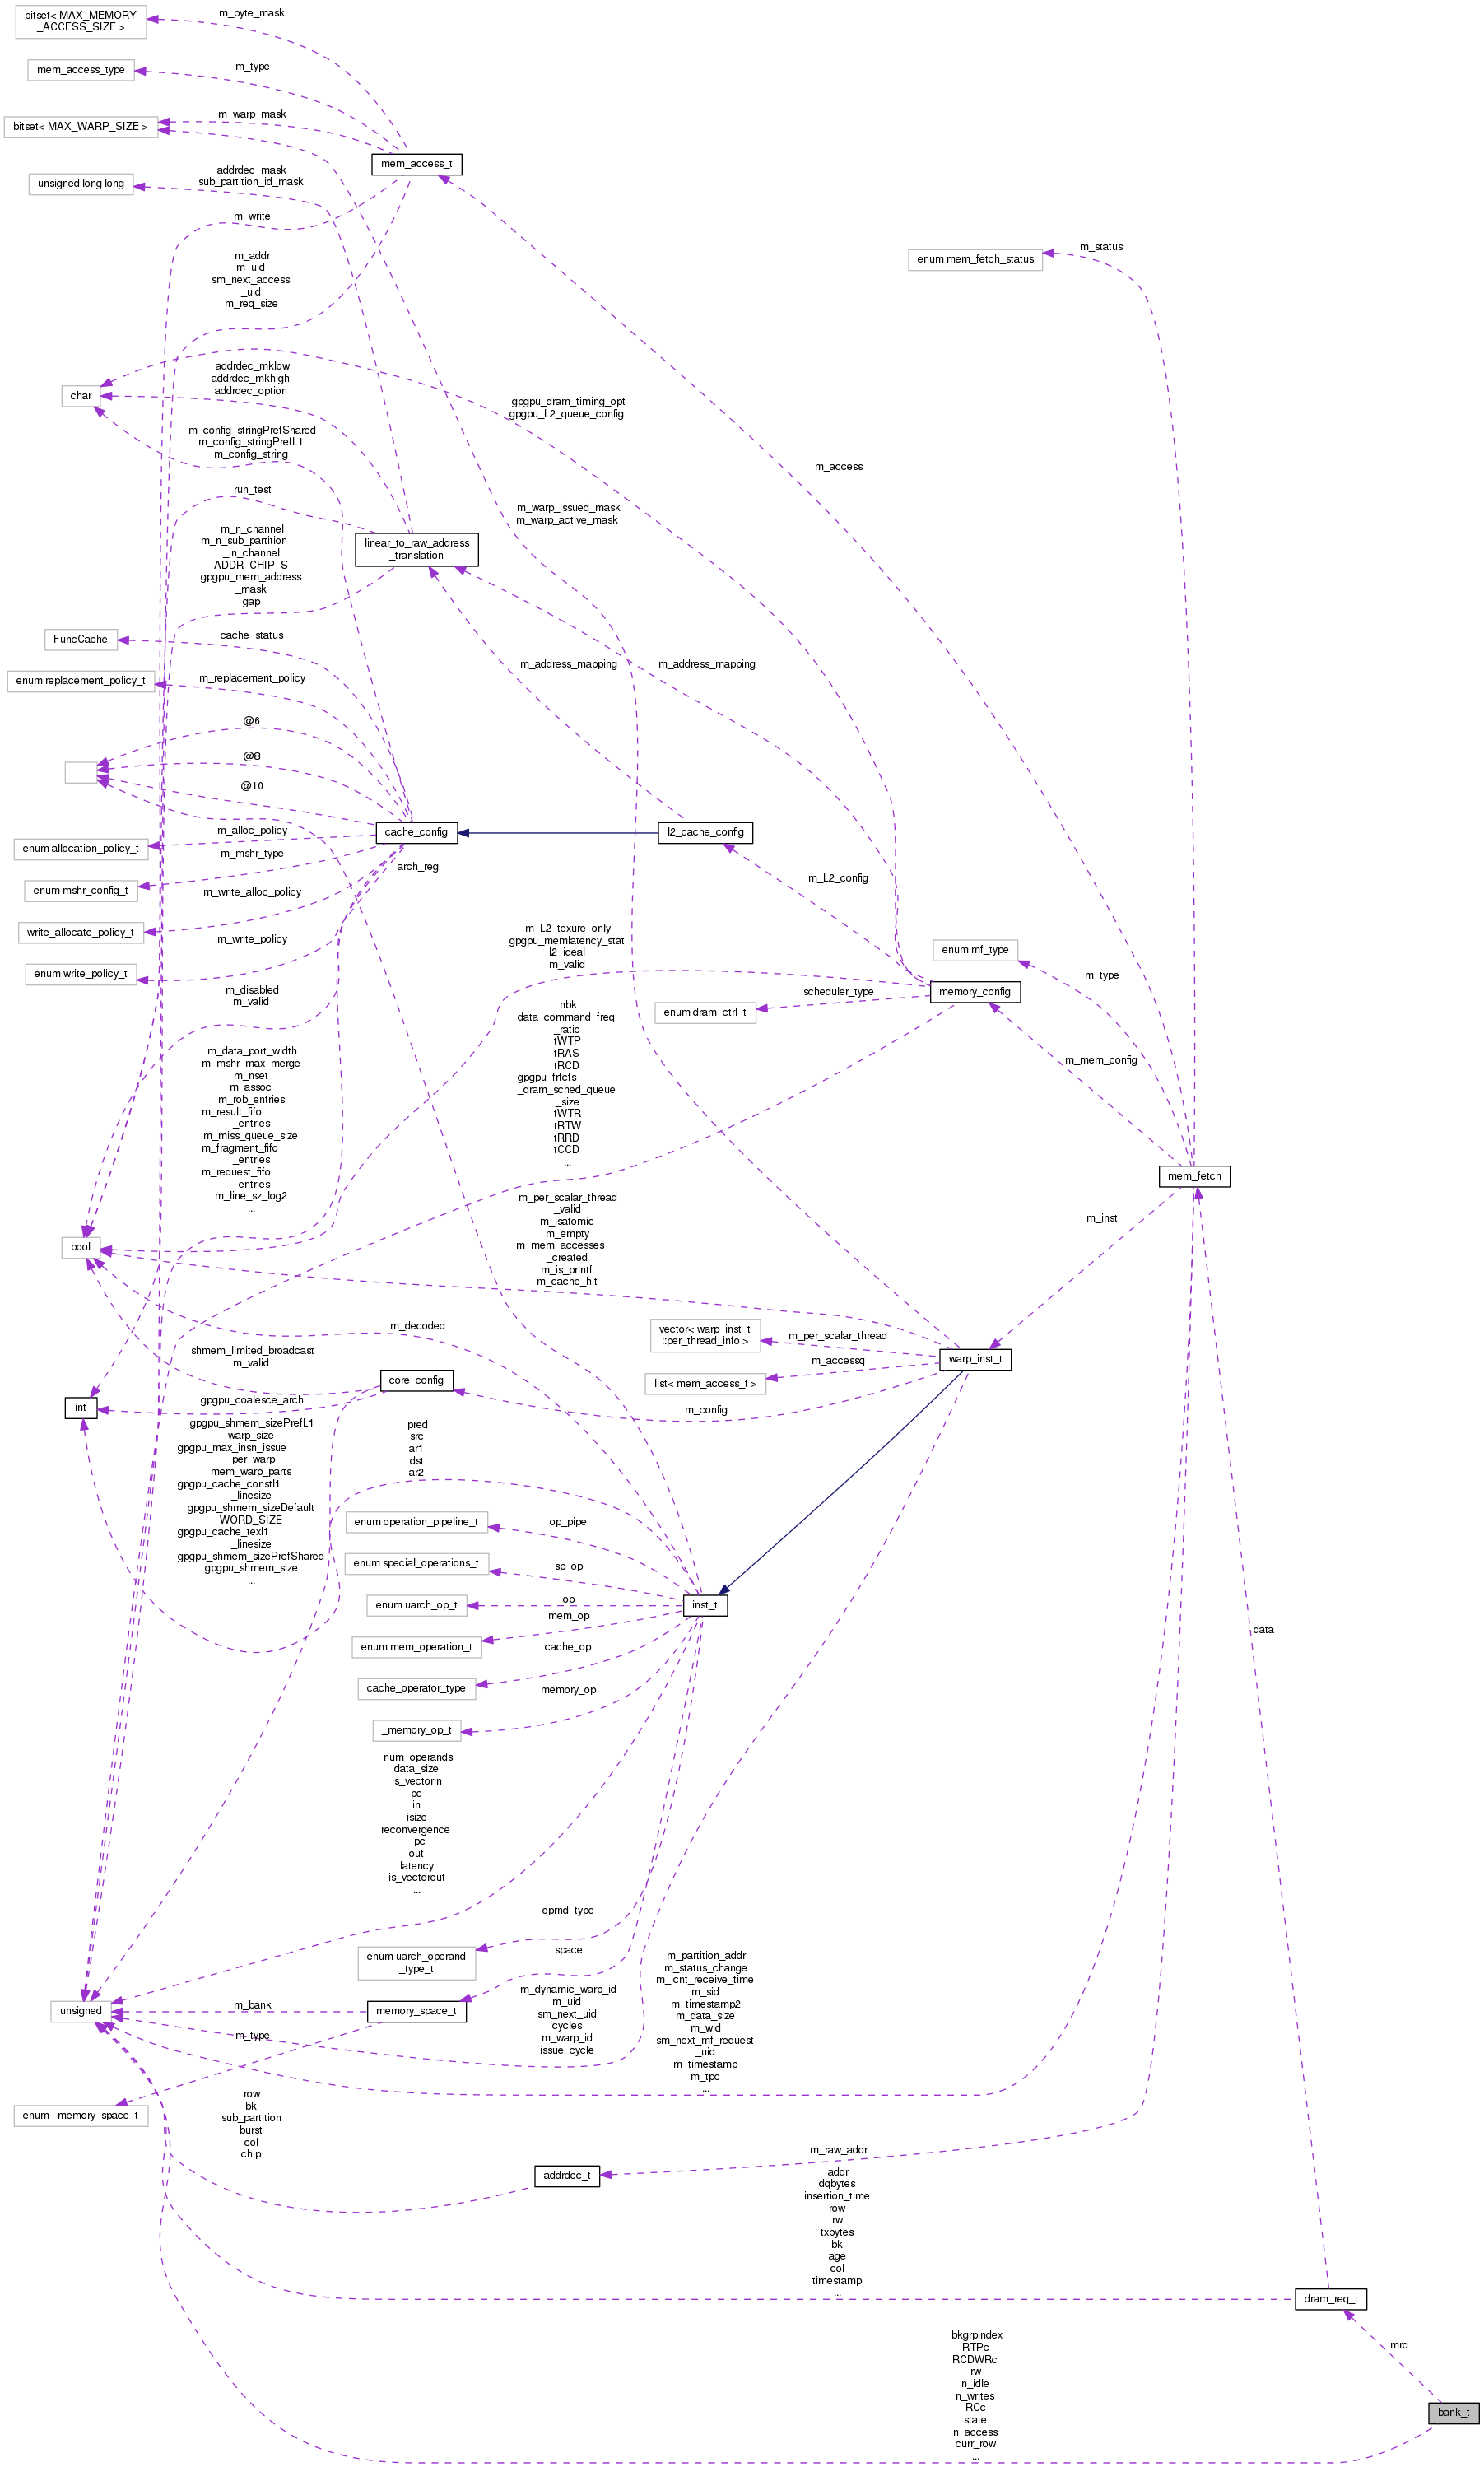 bitset< MAX_MEMORY
_ACCESS_SIZE >
m_byte_mask
mem_access_type
m_type
bitset< MAX_WARP_SIZE >
m_warp_mask
mem_access_t
unsigned long long
addrdec_mask
sub_partition_id_mask
m_write
enum mem_fetch_status
m_status
m_addr
m_uid
sm_next_access
_uid
m_req_size
char
addrdec_mklow
addrdec_mkhigh
addrdec_option
gpgpu_dram_timing_opt
gpgpu_L2_queue_config
m_config_stringPrefShared
m_config_stringPrefL1
m_config_string
m_access
run_test
m_warp_issued_mask
m_warp_active_mask
m_n_channel
m_n_sub_partition
_in_channel
ADDR_CHIP_S
gpgpu_mem_address
_mask
gap
linear_to_raw_address
_translation
FuncCache
cache_status
enum replacement_policy_t
m_replacement_policy
m_address_mapping
m_address_mapping
@6
@8
@10
enum allocation_policy_t
m_alloc_policy
cache_config
l2_cache_config
arch_reg
enum mshr_config_t
m_mshr_type
m_L2_config
write_allocate_policy_t
m_write_alloc_policy
enum write_policy_t
m_write_policy
m_L2_texure_only
gpgpu_memlatency_stat
l2_ideal
m_valid
enum mf_type
m_type
m_disabled
m_valid
enum dram_ctrl_t
scheduler_type
memory_config
nbk
data_command_freq
_ratio
tWTP
tRAS
tRCD
gpgpu_frfcfs
_dram_sched_queue
_size
tWTR
tRTW
tRRD
tCCD
...
m_mem_config
m_data_port_width
m_mshr_max_merge
m_nset
m_assoc
m_rob_entries
m_result_fifo
_entries
m_miss_queue_size
m_fragment_fifo
_entries
m_request_fifo
_entries
m_line_sz_log2
...
mem_fetch
m_per_scalar_thread
_valid
m_isatomic
m_empty
m_mem_accesses
_created
m_is_printf
m_cache_hit
m_inst
bool
m_decoded
vector< warp_inst_t
::per_thread_info >
m_per_scalar_thread
shmem_limited_broadcast
m_valid
list< mem_access_t >
m_accessq
warp_inst_t
core_config
m_config
int
gpgpu_coalesce_arch
gpgpu_shmem_sizePrefL1
warp_size
gpgpu_max_insn_issue
_per_warp
mem_warp_parts
gpgpu_cache_constl1
_linesize
gpgpu_shmem_sizeDefault
WORD_SIZE
gpgpu_cache_texl1
_linesize
gpgpu_shmem_sizePrefShared
gpgpu_shmem_size
...
pred
src
ar1
dst
ar2
enum operation_pipeline_t
op_pipe
enum special_operations_t
sp_op
enum uarch_op_t
op
inst_t
enum mem_operation_t
mem_op
cache_operator_type
cache_op
_memory_op_t
memory_op
data
num_operands
data_size
is_vectorin
pc
in
isize
reconvergence
_pc
out
latency
is_vectorout
...
enum uarch_operand
_type_t
oprnd_type
space
unsigned
m_bank
memory_space_t
m_type
m_dynamic_warp_id
m_uid
sm_next_uid
cycles
m_warp_id
issue_cycle
m_partition_addr
m_status_change
m_icnt_receive_time
m_sid
m_timestamp2
m_data_size
m_wid
sm_next_mf_request
_uid
m_timestamp
m_tpc
...
enum _memory_space_t
row
bk
sub_partition
burst
col
chip
addrdec_t
m_raw_addr
addr
dqbytes
insertion_time
row
rw
txbytes
bk
age
col
timestamp
...
dram_req_t
mrq
bkgrpindex
RTPc
RCDWRc
rw
n_idle
n_writes
RCc
state
n_access
curr_row
...
bank_t